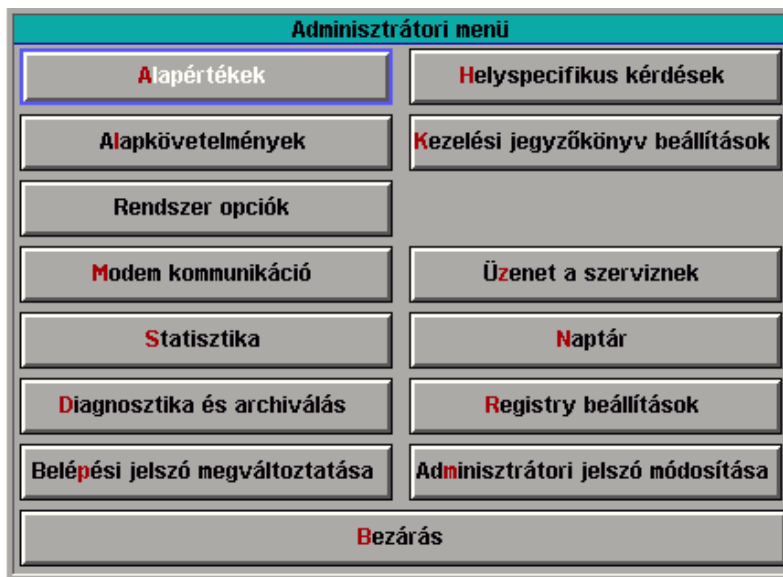 Adminisztrátori menü
Alapértékek
Helyspecifikus kérdések
Alapkövetelmények
Kezelési jegyzőkönyv beállítások
Rendszer opciók
Modem kommunikáció
Üzenet a szerviznek
Statisztika
Naptár
Diagnosztika és archiválás
Registry beállítások
Belépési jelszó megváltoztatása
Adminisztrátori jelszó módosítása
Bezárás